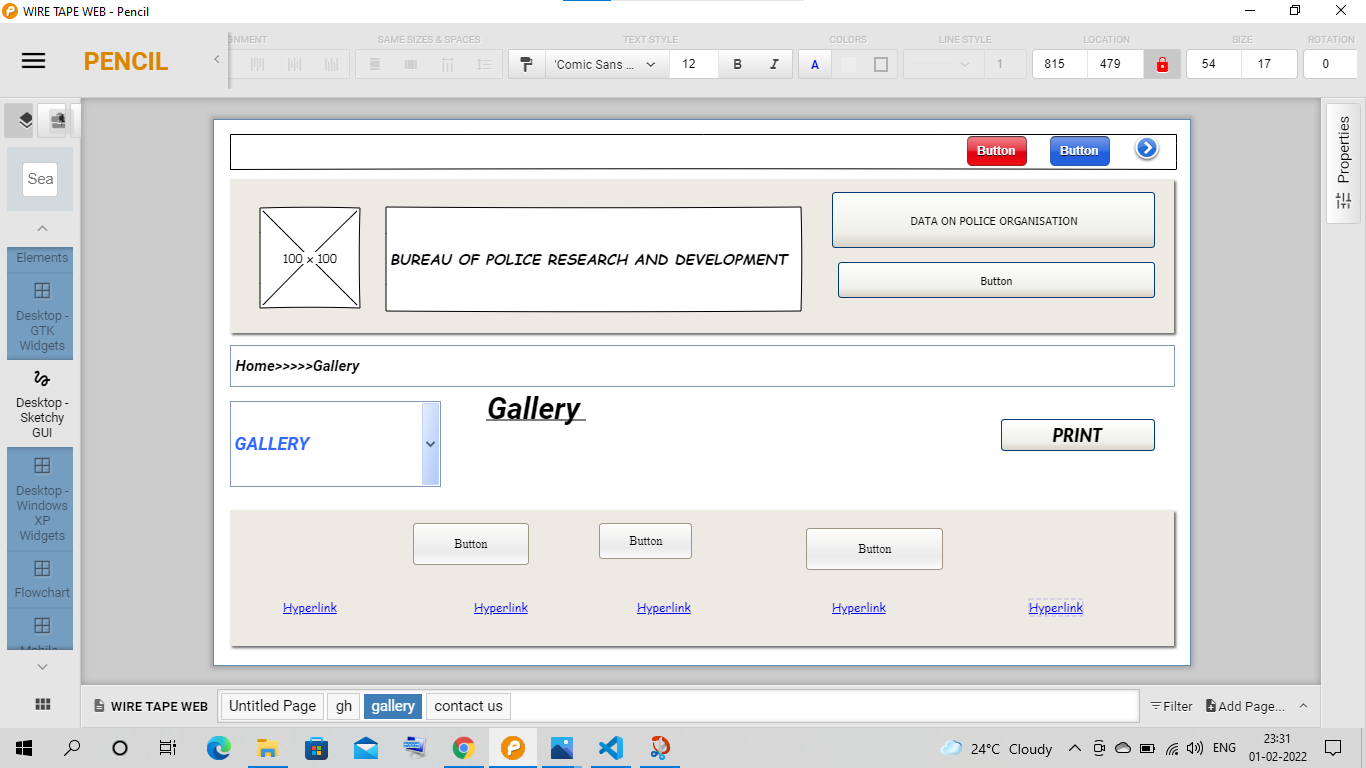 WIRE TAPE WEB - Pencil
PENCIL
GNMENT
SAME SIZES & SPACES
TEXT STYLE
COLORS
LINE STYLE
LOCATION
SIZE
ROTATION
'Comic Sans ...
12
B
I
A
1
815
479
54
17
0
Sea
Elements
Desktop -
GTK
Widgets
Desktop -
Sketchy
GUI
Desktop -
Windows
XP
Widgets
Flowchart
Mobile
Properties
Button
Button
100 × 100
BUREAU OF POLICE RESEARCH AND DEVELOPMENT
DATA ON POLICE ORGANISATION
Button
Home>>>>>Gallery
GALLERY
Gallery
PRINT
Button
Button
Button
Hyperlink
Hyperlink
Hyperlink
Hyperlink
Hyperlink
WIRE TAPE WEB
Untitled Page
gh
gallery
contact us
Filter
Add Page...
24°C Cloudy
ENG
23:31
01-02-2022